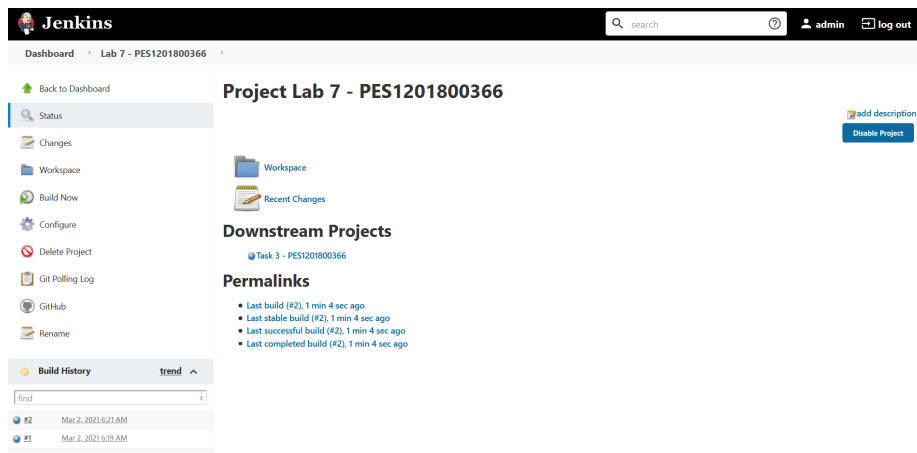 Jenkins
search
admin
log out
Dashboard
Lab 7 - PES1201800366
Back to Dashboard
Status
Changes
Workspace
Build Now
Configure
Delete Project
Git Polling Log
GitHub
Rename
Build History
trend
find
x
#2
Mar 2, 2021 6:21 AM
#1
Mar 2, 2021 6:19 AM
Project Lab 7 - PES1201800366
add description
Disable Project
Workspace
Recent Changes
Downstream Projects
Task 3 - PES1201800366
Permalinks
Last build (#2), 1 min 4 sec ago
Last stable build (#2), 1 min 4 sec ago
Last successful build (#2), 1 min 4 sec ago
Last completed build (#2), 1 min 4 sec ago